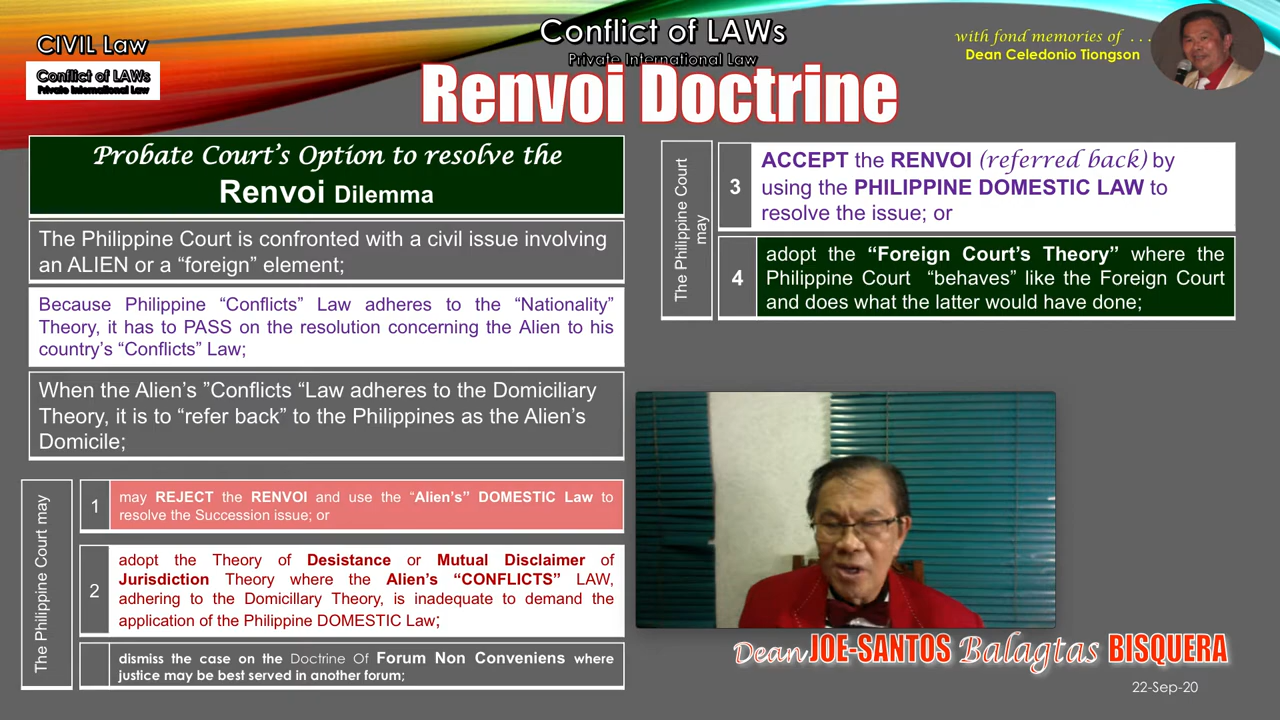 CIVIL Law
Conflict of LAWs
Private International Law
Conflict of LAWs
Private International Law
with fond memories of . . .
Dean Celedonio Tiongson
Renvoi Doctrine
Probate Court's Option to resolve the
Renvoi Dilemma
The Philippine Court is confronted with a civil issue involving
an ALIEN or a “foreign” element;
Because Philippine “Conflicts” Law adheres to the “Nationality”
Theory, it has to PASS on the resolution concerning the Alien to his
country’s “Conflicts” Law;
When the Alien’s ”Conflicts “Law adheres to the Domiciliary
Theory, it is to “refer back” to the Philippines as the Alien’s
Domicile;
The Philippine Court may
1
may REJECT the RENVOI and use the “Alien’s” DOMESTIC Law to
resolve the Succession issue; or
2
adopt the Theory of Desistance or Mutual Disclaimer of
Jurisdiction Theory where the Alien’s “CONFLICTS” LAW,
adhering to the Domicillary Theory, is inadequate to demand the
application of the Philippine DOMESTIC Law;
dismiss the case on the Doctrine Of Forum Non Conveniens where
justice may be best served in another forum;
The Philippine Court
may
3
ACCEPT the RENVOI (referred back) by
using the PHILIPPINE DOMESTIC LAW to
resolve the issue; or
4
adopt the “Foreign Court’s Theory” where the
Philippine Court “behaves” like the Foreign Court
and does what the latter would have done;
Dean JOE-SANTOS Balagtas BISQUERA
22-Sep-20